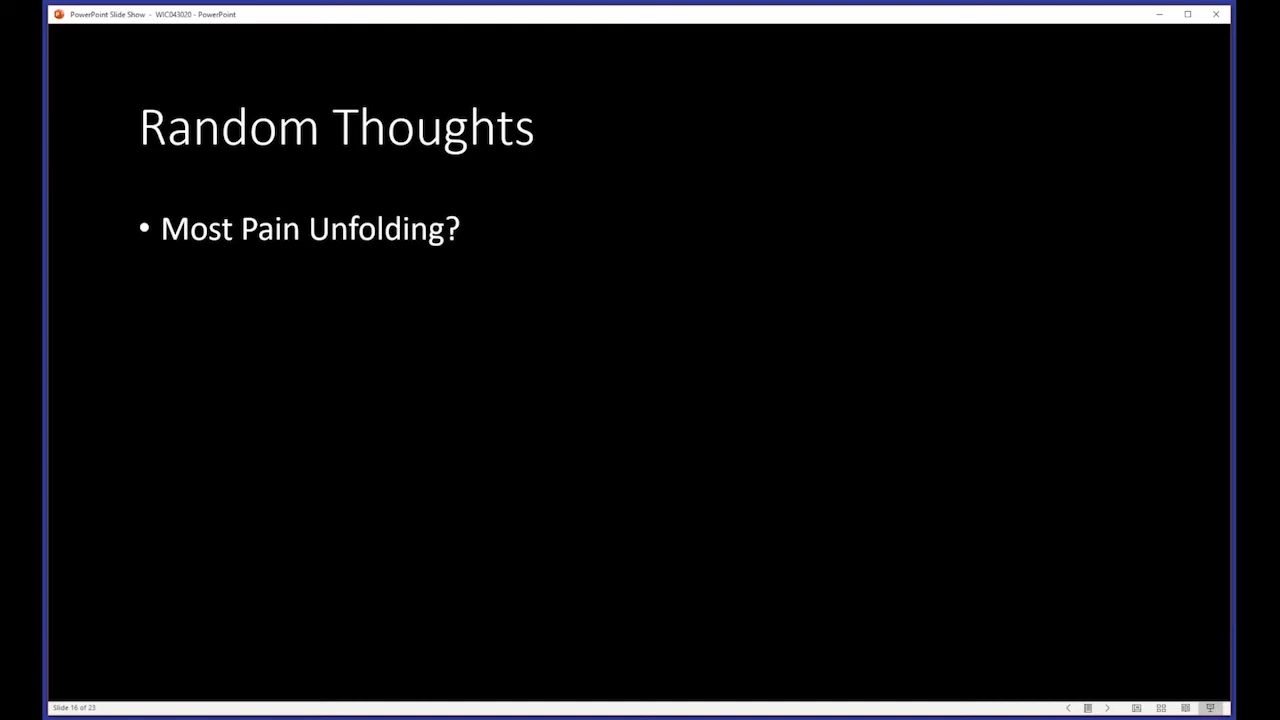 PowerPoint Slide Show - WIC043020 - PowerPoint
Random Thoughts
• Most Pain Unfolding?
Slide 16 of 23